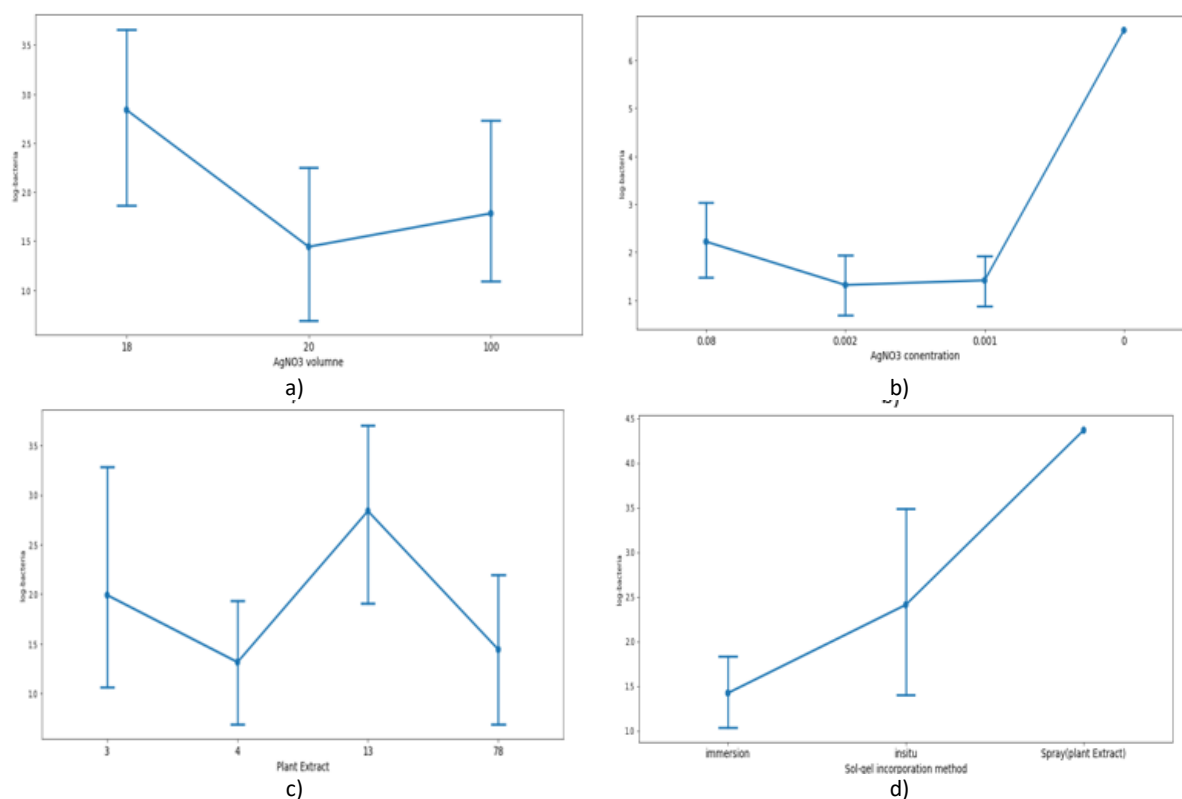 3.5
3.0
2.5
2.0
1.5
1.0
log-bacteria
18
20
100
AgNO3 volumne
a)
6
5
4
3
2
1
log-bacteria
0.08
0.002
0.001
0
AgNO3 conentration
b)
3.5
3.0
2.5
2.0
1.5
1.0
log-bacteria
3
4
13
78
Plant Extract
c)
4.5
4.0
3.5
3.0
2.5
2.0
1.5
1.0
log-bacteria
immersion
insitu
Spray(plant Extract)
Sol-gel incorporation method
d)